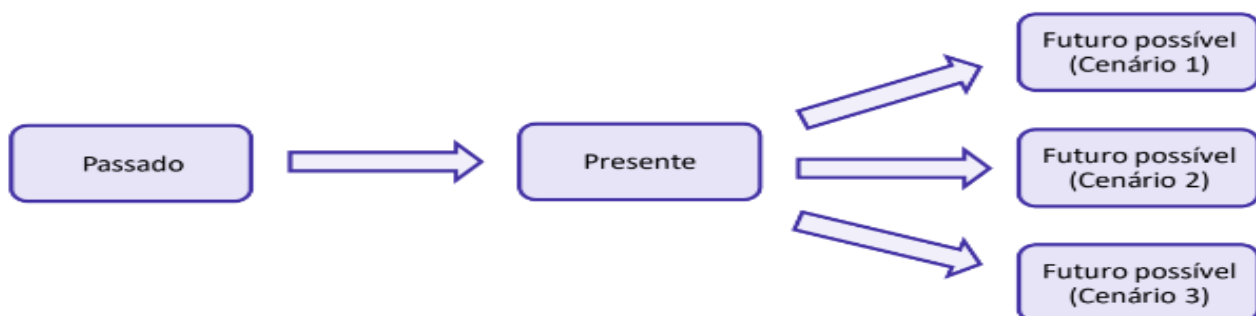 Passado
Presente
Futuro possível
(Cenário 1)
Futuro possível
(Cenário 2)
Futuro possível
(Cenário 3)